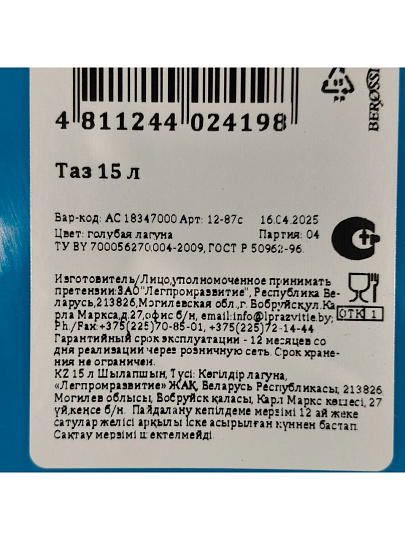 05
PP
BEROSSI
4 811244 024198
Таз 15 л
Вар-код: АС 18347000 Арт: 12-87с 16.04.2025
Цвет: голубая лагуна Партия: 04
ТУ BY 700056270.004-2009, ГОСТ Р 50962-96.
Изготовитель/Лицо,уполномоченное принимать
претензии:ЗАО"Легпромразвитие", Республика Бе-
ларусь,213826,Могилевская обл.,г. Бобруйск,ул.Ка
рла Маркса,д.27,офис б/н, email:info@lprazvitie.by;
ОТК 1
Ph./Fax:+375(225)70-85-01, +375(225)72-14-44
Гарантийный срок эксплуатации - 12 месяцев со
дня реализации через розничную сеть. Срок хране-
ния не ограничен.
KZ 15 л Шылапшын, Түсі: Көгілдір лагуна,
«Легпромразвитие» ЖАҚ, Беларусь Республикасы, 213826
Могилев облысы, Бобруйск қаласы, Карл Маркс көшесі, 27
үй,кеңсе б/н. Пайдалану кепілдеме мерзімі 12 ай жеке
сатулар желісі арқылы іске асырылған күннен бастап.
Сақтау мерзімі шектелмейді.